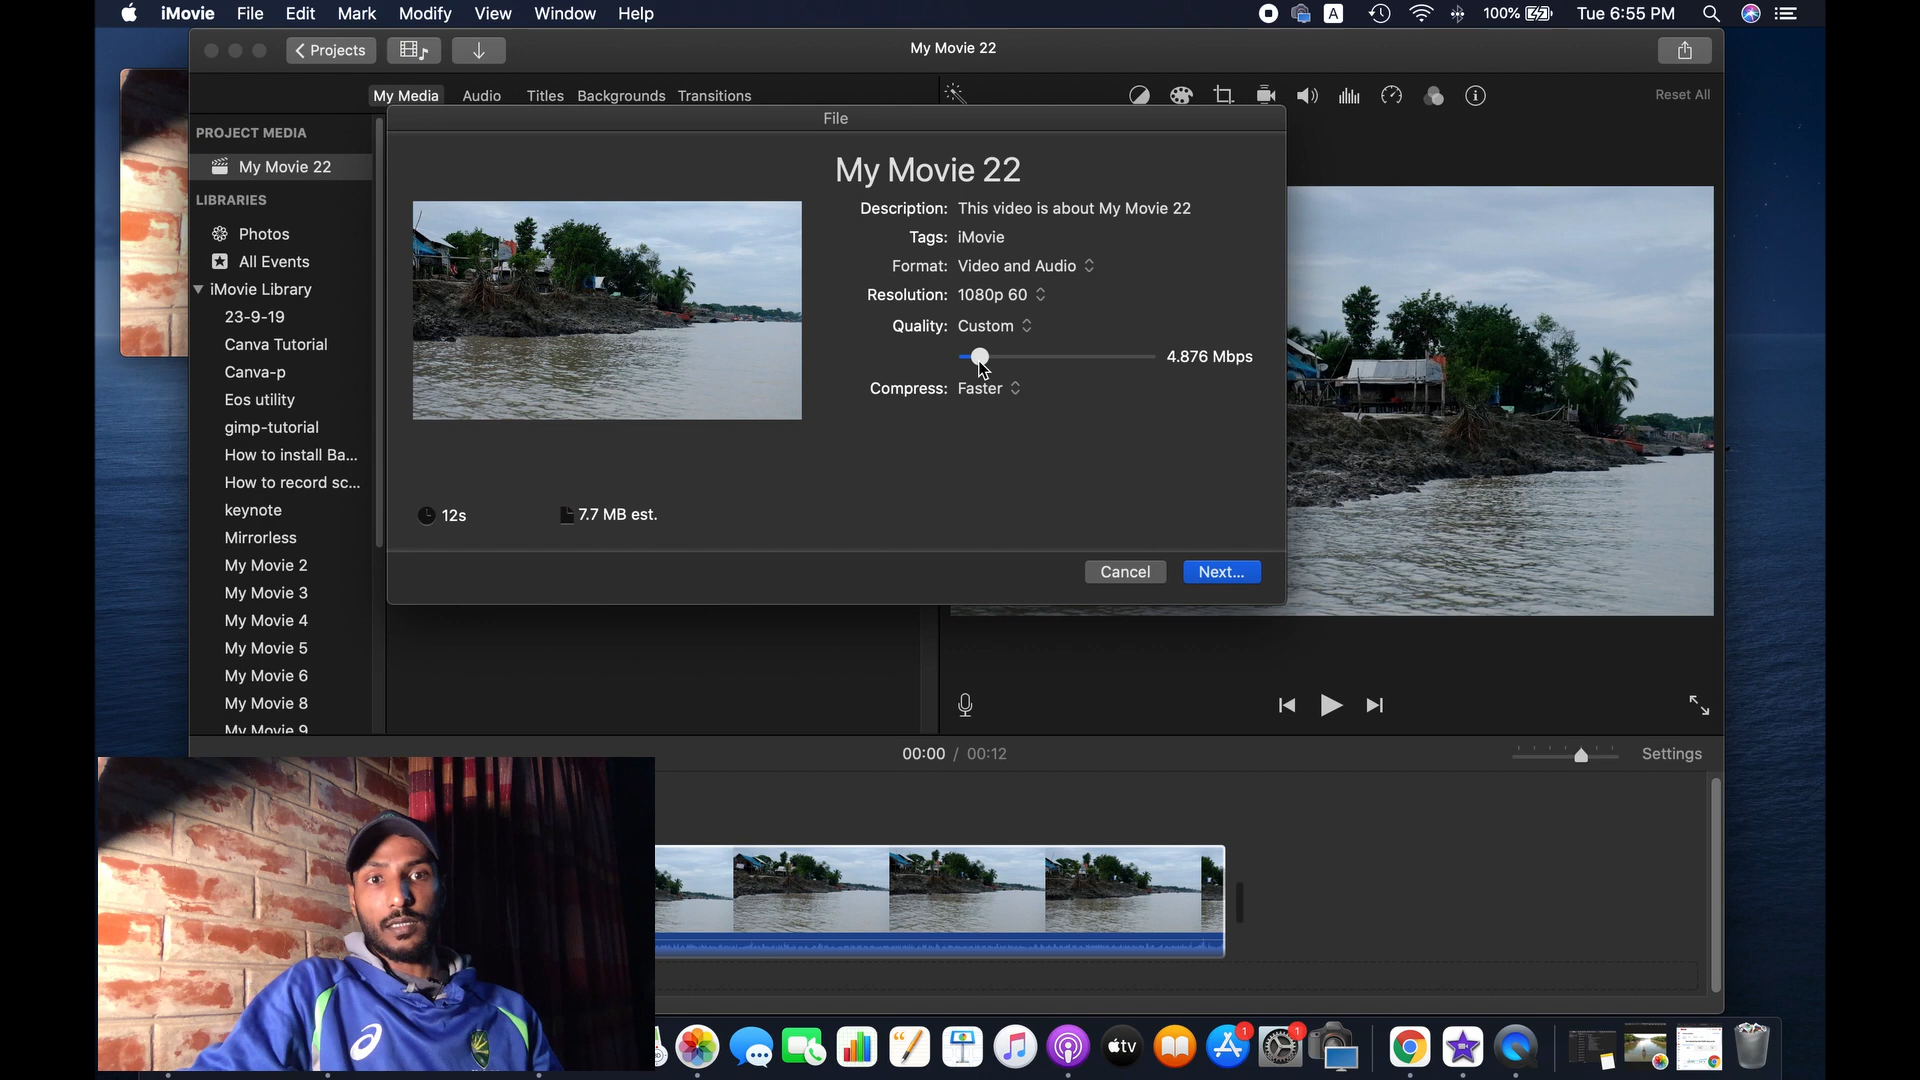 iMovie File Edit Mark Modify View Window Help
A 100% Tue 6:55 PM
Projects
My Movie 22
My Media Audio Titles Backgrounds Transitions
Reset All
File
PROJECT MEDIA
My Movie 22
LIBRARIES
Photos
All Events
iMovie Library
23-9-19
Canva Tutorial
Canva-p
Eos utility
gimp-tutorial
How to install Ba...
How to record sc...
keynote
Mirrorless
My Movie 2
My Movie 3
My Movie 4
My Movie 5
My Movie 6
My Movie 8
My Movie 9
My Movie 22
Description: This video is about My Movie 22
Tags: iMovie
Format: Video and Audio
Resolution: 1080p 60
Quality: Custom
4.876 Mbps
Compress: Faster
12s
7.7 MB est.
Cancel
Next...
00:00 / 00:12
Settings
tv
1
1